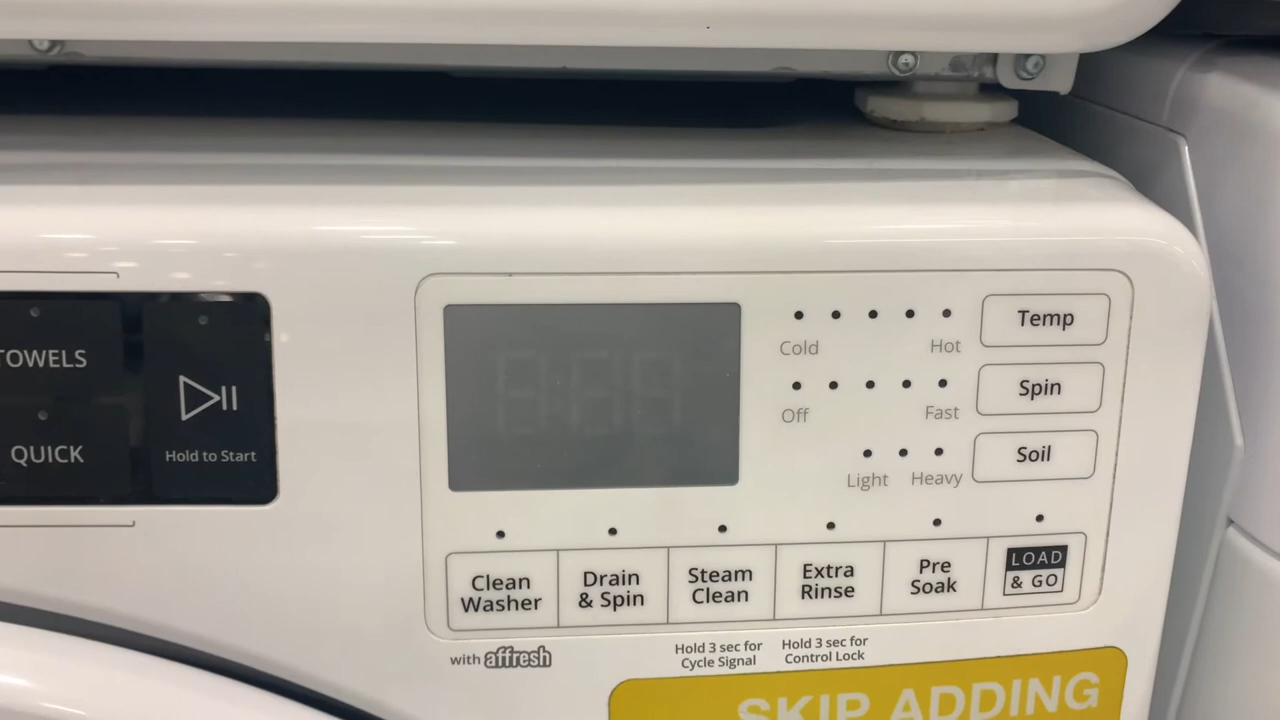 TOWELS
QUICK
Hold to Start
Cold
Hot
Temp
Off
Fast
Spin
Light
Heavy
Soil
Clean
Washer
Drain
& Spin
Steam
Clean
Extra
Rinse
Pre
Soak
LOAD
& GO
with affresh
Hold 3 sec for
Cycle Signal
Hold 3 sec for
Control Lock
SKIP ADDING